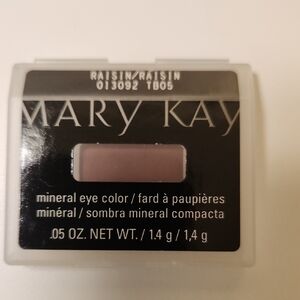 RAISIN/RAISIN
013092 TB05
MARY KAY
mineral eye color / fard à paupières
minéral / sombra mineral compacta
.05 OZ. NET WT. / 1.4 g / 1,4 g